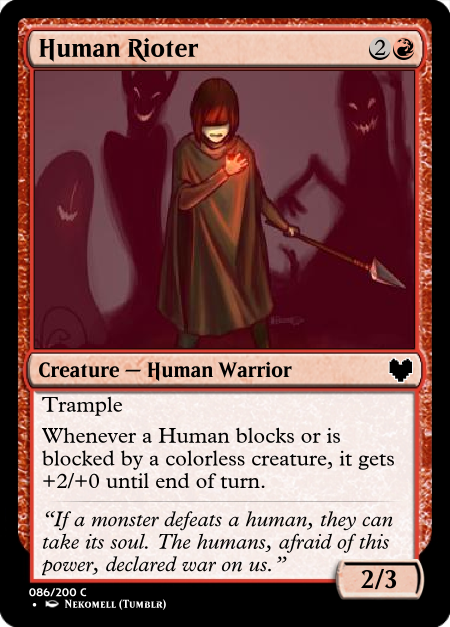 Human Rioter 2
Creature — Human Warrior
Trample
Whenever a Human blocks or is
blocked by a colorless creature, it gets
+2/+0 until end of turn.
“If a monster defeats a human, they can
take its soul. The humans, afraid of this
power, declared war on us.”
2/3
086/200 C
• Nekomell (Tumblr)